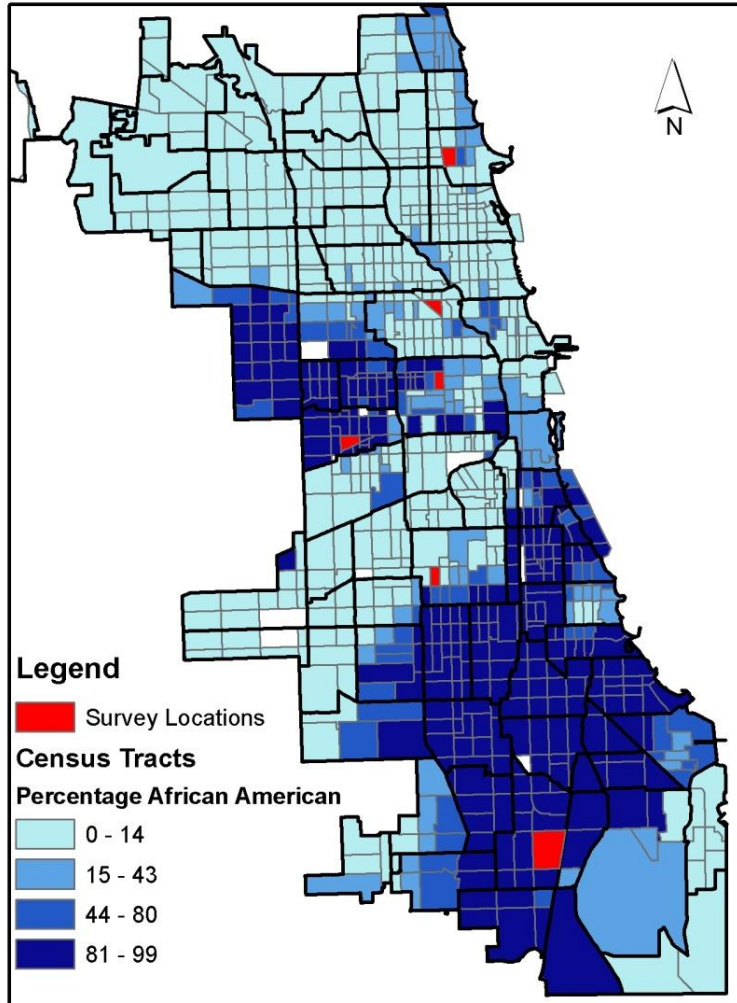 N
Legend
Survey Locations
Census Tracts
Percentage African American
0 - 14
15 - 43
44 - 80
81 - 99